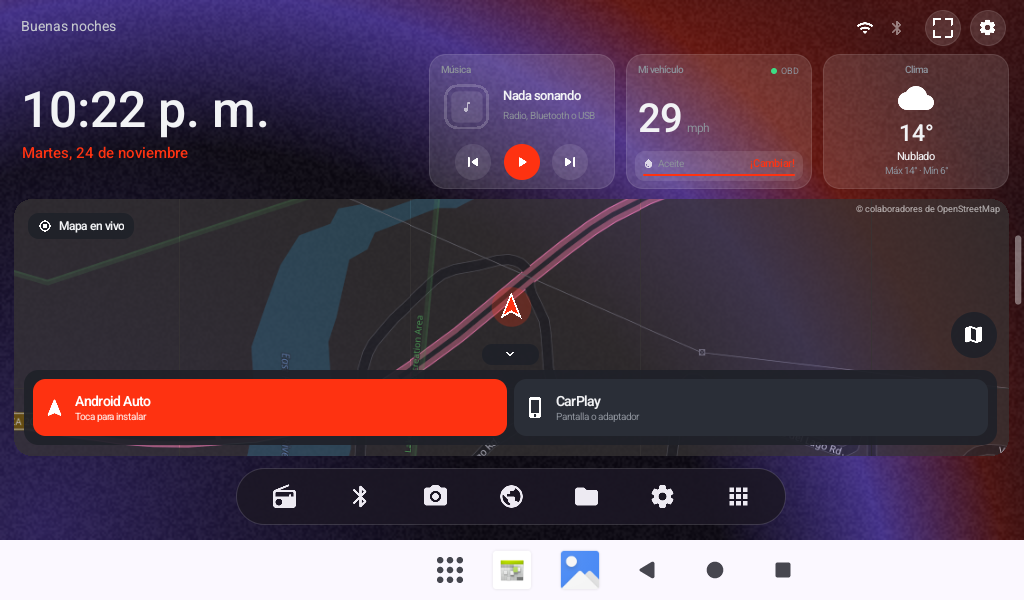 Buenas noches
10:22 p. m.
Martes, 24 de noviembre
Música
Nada sonando
Radio, Bluetooth o USB
Mi vehículo
OBD
29 mph
Aceite
Cambiar!
Clima
14°
Nublado
Máx 14° · Mín 6°
Mapa en vivo
© colaboradores de OpenStreetMap
Android Auto
Toca para instalar
CarPlay
Pantalla o adaptador